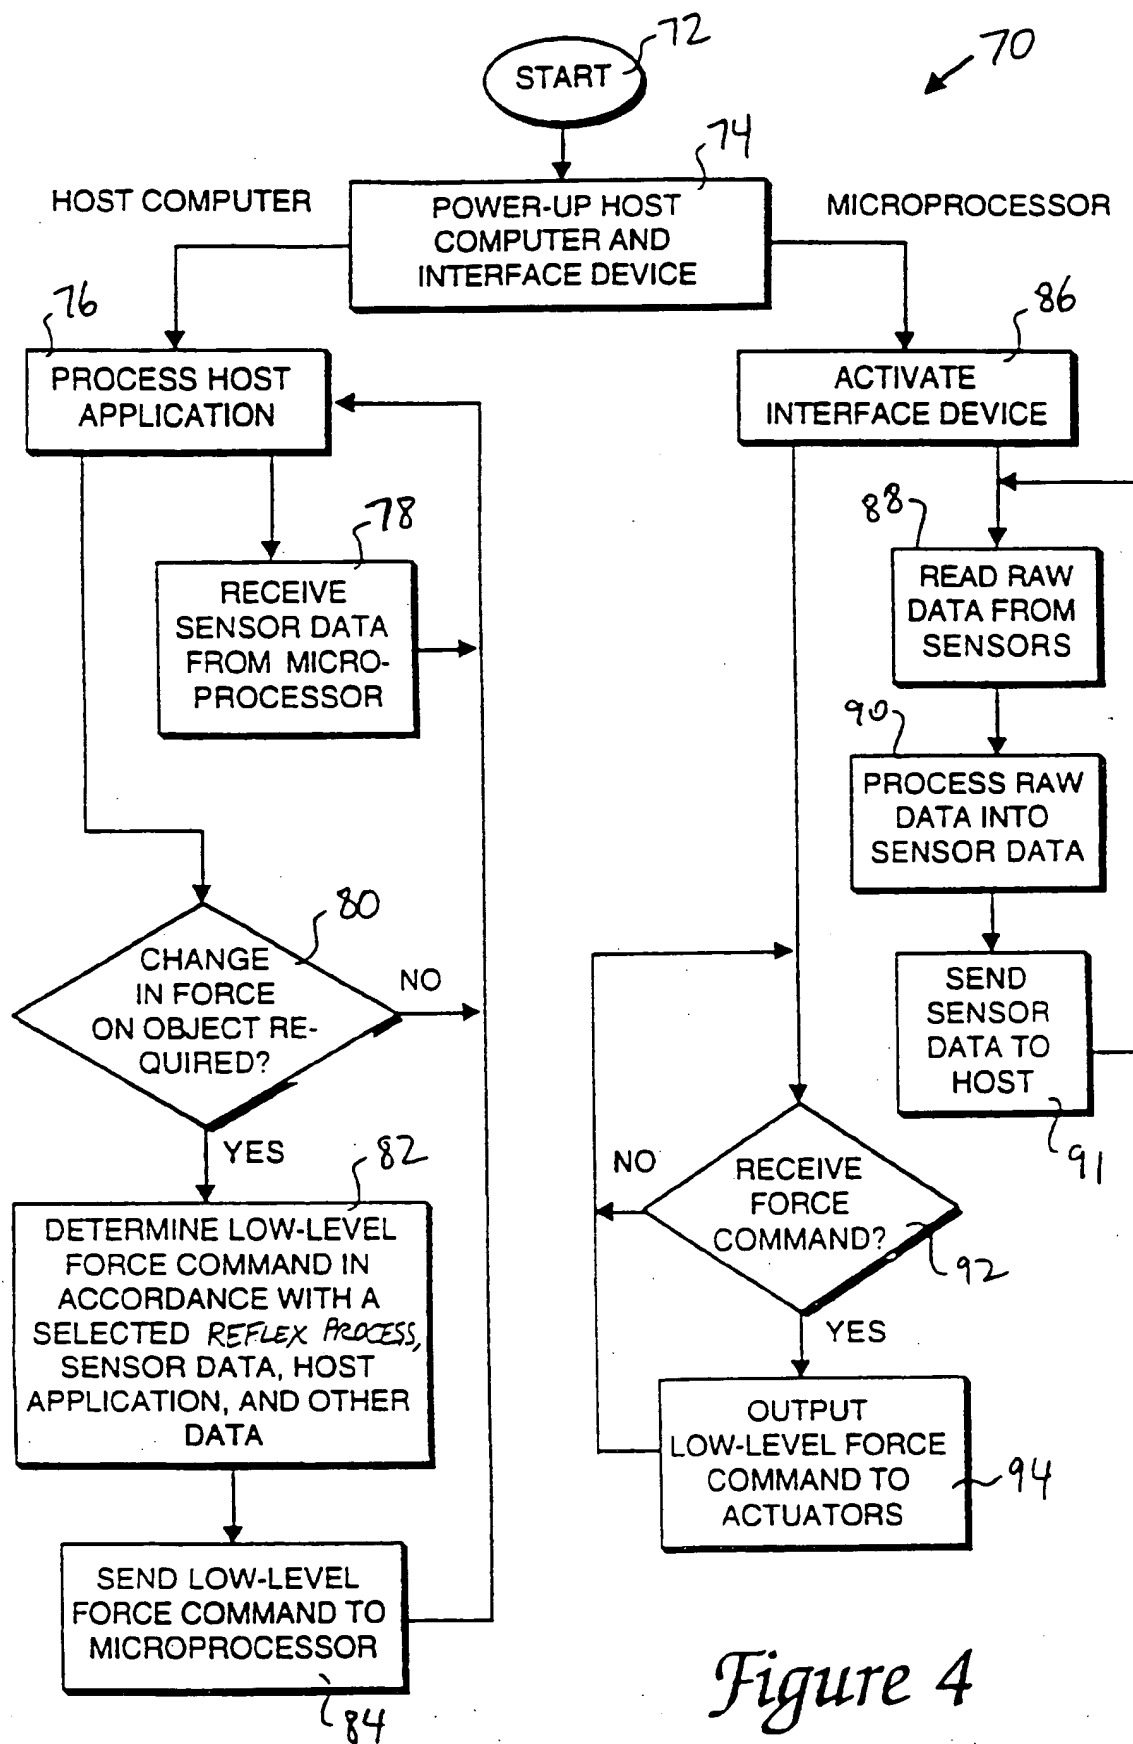 72
START
70
74
HOST COMPUTER
POWER-UP HOST
COMPUTER AND
INTERFACE DEVICE
MICROPROCESSOR
76
PROCESS HOST
APPLICATION
86
ACTIVATE
INTERFACE DEVICE
78
RECEIVE
SENSOR DATA
FROM MICRO-
PROCESSOR
88
READ RAW
DATA FROM
SENSORS
90
PROCESS RAW
DATA INTO
SENSOR DATA
80
CHANGE
IN FORCE
ON OBJECT RE-
QUIRED?
NO
YES
SEND
SENSOR
DATA TO
HOST
91
82
DETERMINE LOW-LEVEL
FORCE COMMAND IN
ACCORDANCE WITH A
SELECTED REFLEX PROCESS,
SENSOR DATA, HOST
APPLICATION, AND OTHER
DATA
NO
RECEIVE
FORCE
COMMAND?
92
YES
OUTPUT
LOW-LEVEL FORCE
COMMAND TO
ACTUATORS
94
SEND LOW-LEVEL
FORCE COMMAND TO
MICROPROCESSOR
84
Figure 4